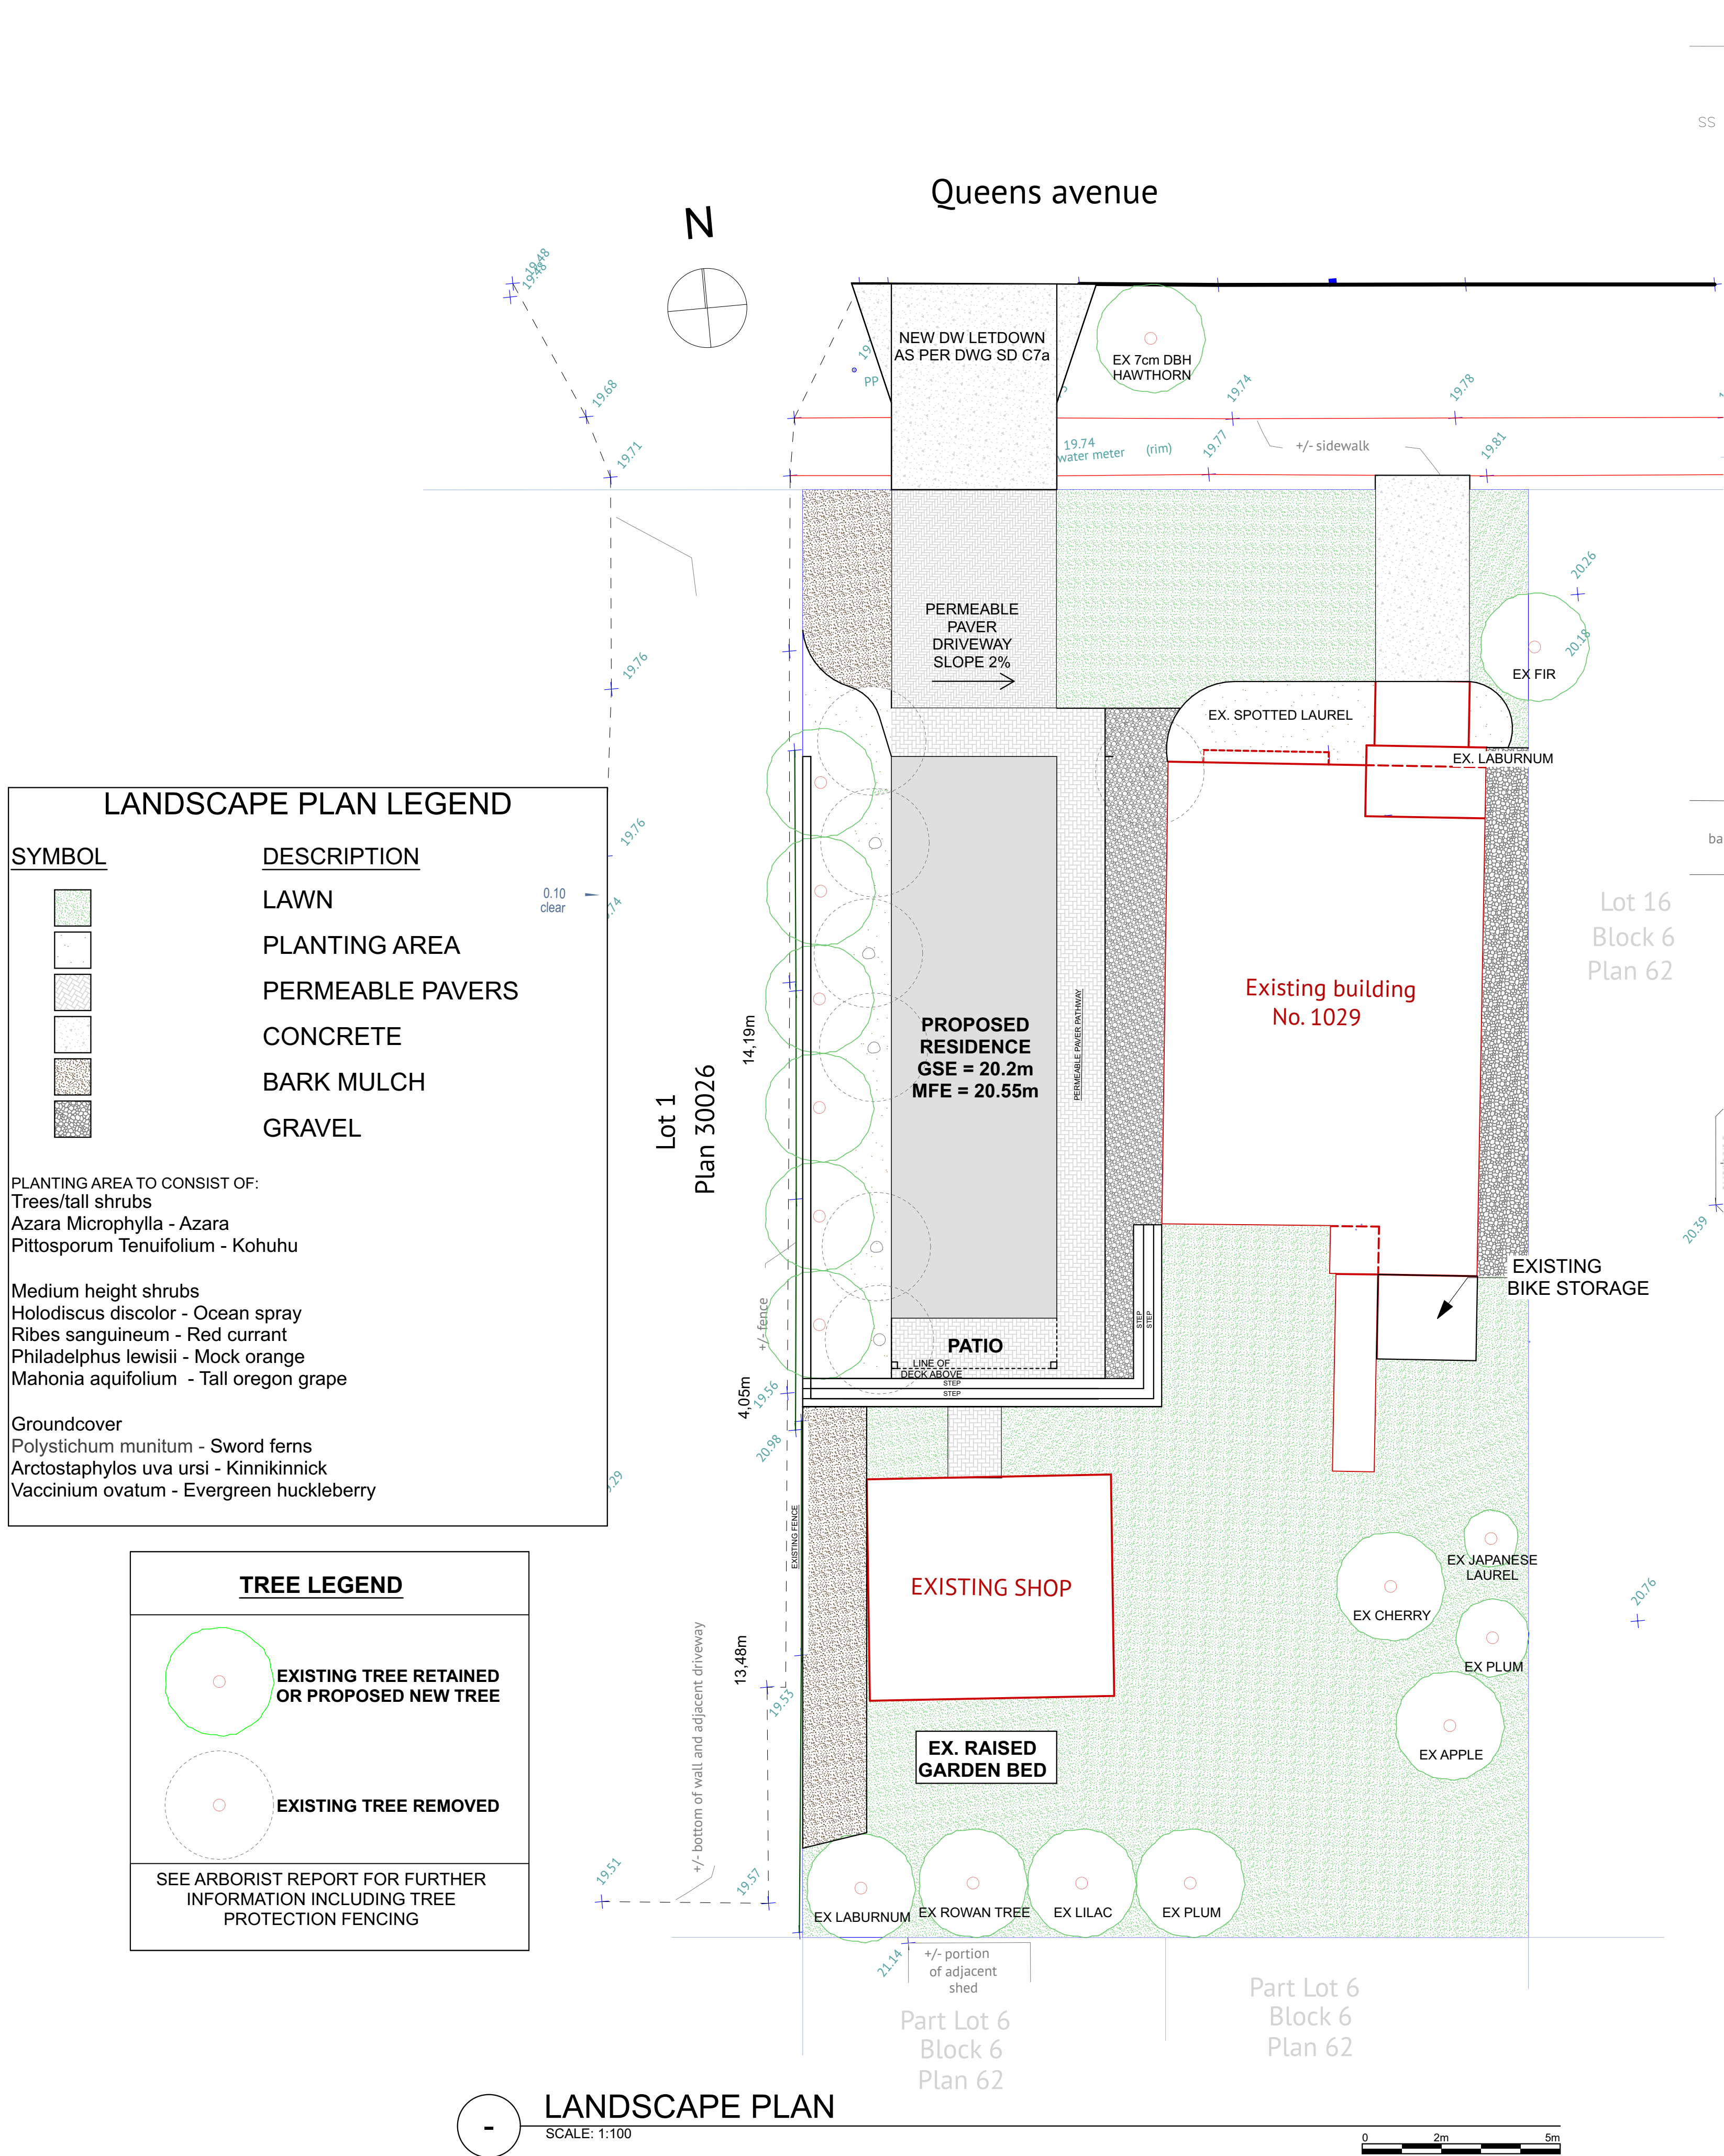 SS
Queens avenue
N
19.48
19.48
NEW DW LETDOWN
AS PER DWG SD C7a
EX 7cm DBH
HAWTHORN
PP
19.68
19.74
19.78
19.71
19.74
water meter (rim)
19.77
+/- sidewalk
19.81
20.26
20.18
PERMEABLE
PAVER
DRIVEWAY
SLOPE 2%
EX FIR
19.76
EX. SPOTTED LAUREL
EX. LABURNUM
LANDSCAPE PLAN LEGEND
SYMBOL DESCRIPTION
LAWN
PLANTING AREA
PERMEABLE PAVERS
CONCRETE
BARK MULCH
GRAVEL
0.10
clear
19.76
PLANTING AREA TO CONSIST OF:
Trees/tall shrubs
Azara Microphylla - Azara
Pittosporum Tenuifolium - Kohuhu
Medium height shrubs
Holodiscus discolor - Ocean spray
Ribes sanguineum - Red currant
Philadelphus lewisii - Mock orange
Mahonia aquifolium - Tall oregon grape
Groundcover
Polystichum munitum - Sword ferns
Arctostaphylos uva ursi - Kinnikinnick
Vaccinium ovatum - Evergreen huckleberry
Lot 16
Block 6
Plan 62
Existing building
No. 1029
PROPOSED
RESIDENCE
GSE = 20.2m
MFE = 20.55m
PERMEABLE PAVER PATHWAY
14,19m
Lot 1
Plan 30026
20.39
EXISTING
BIKE STORAGE
+/- fence
STEP
STEP
PATIO
LINE OF
DECK ABOVE
STEP
STEP
4,05m
19.56
20.98
EXISTING FENCE
EXISTING SHOP
EX JAPANESE
LAUREL
EX CHERRY
EX PLUM
EX APPLE
20.76
13,48m
19.53
+/- bottom of wall and adjacent driveway
EX. RAISED
GARDEN BED
TREE LEGEND
EXISTING TREE RETAINED
OR PROPOSED NEW TREE
EXISTING TREE REMOVED
SEE ARBORIST REPORT FOR FURTHER
INFORMATION INCLUDING TREE
PROTECTION FENCING
19.51
19.57
EX LABURNUM
EX ROWAN TREE
EX LILAC
EX PLUM
21.14
+/- portion
of adjacent
shed
Part Lot 6
Block 6
Plan 62
Part Lot 6
Block 6
Plan 62
-
LANDSCAPE PLAN
SCALE: 1:100
0 2m 5m